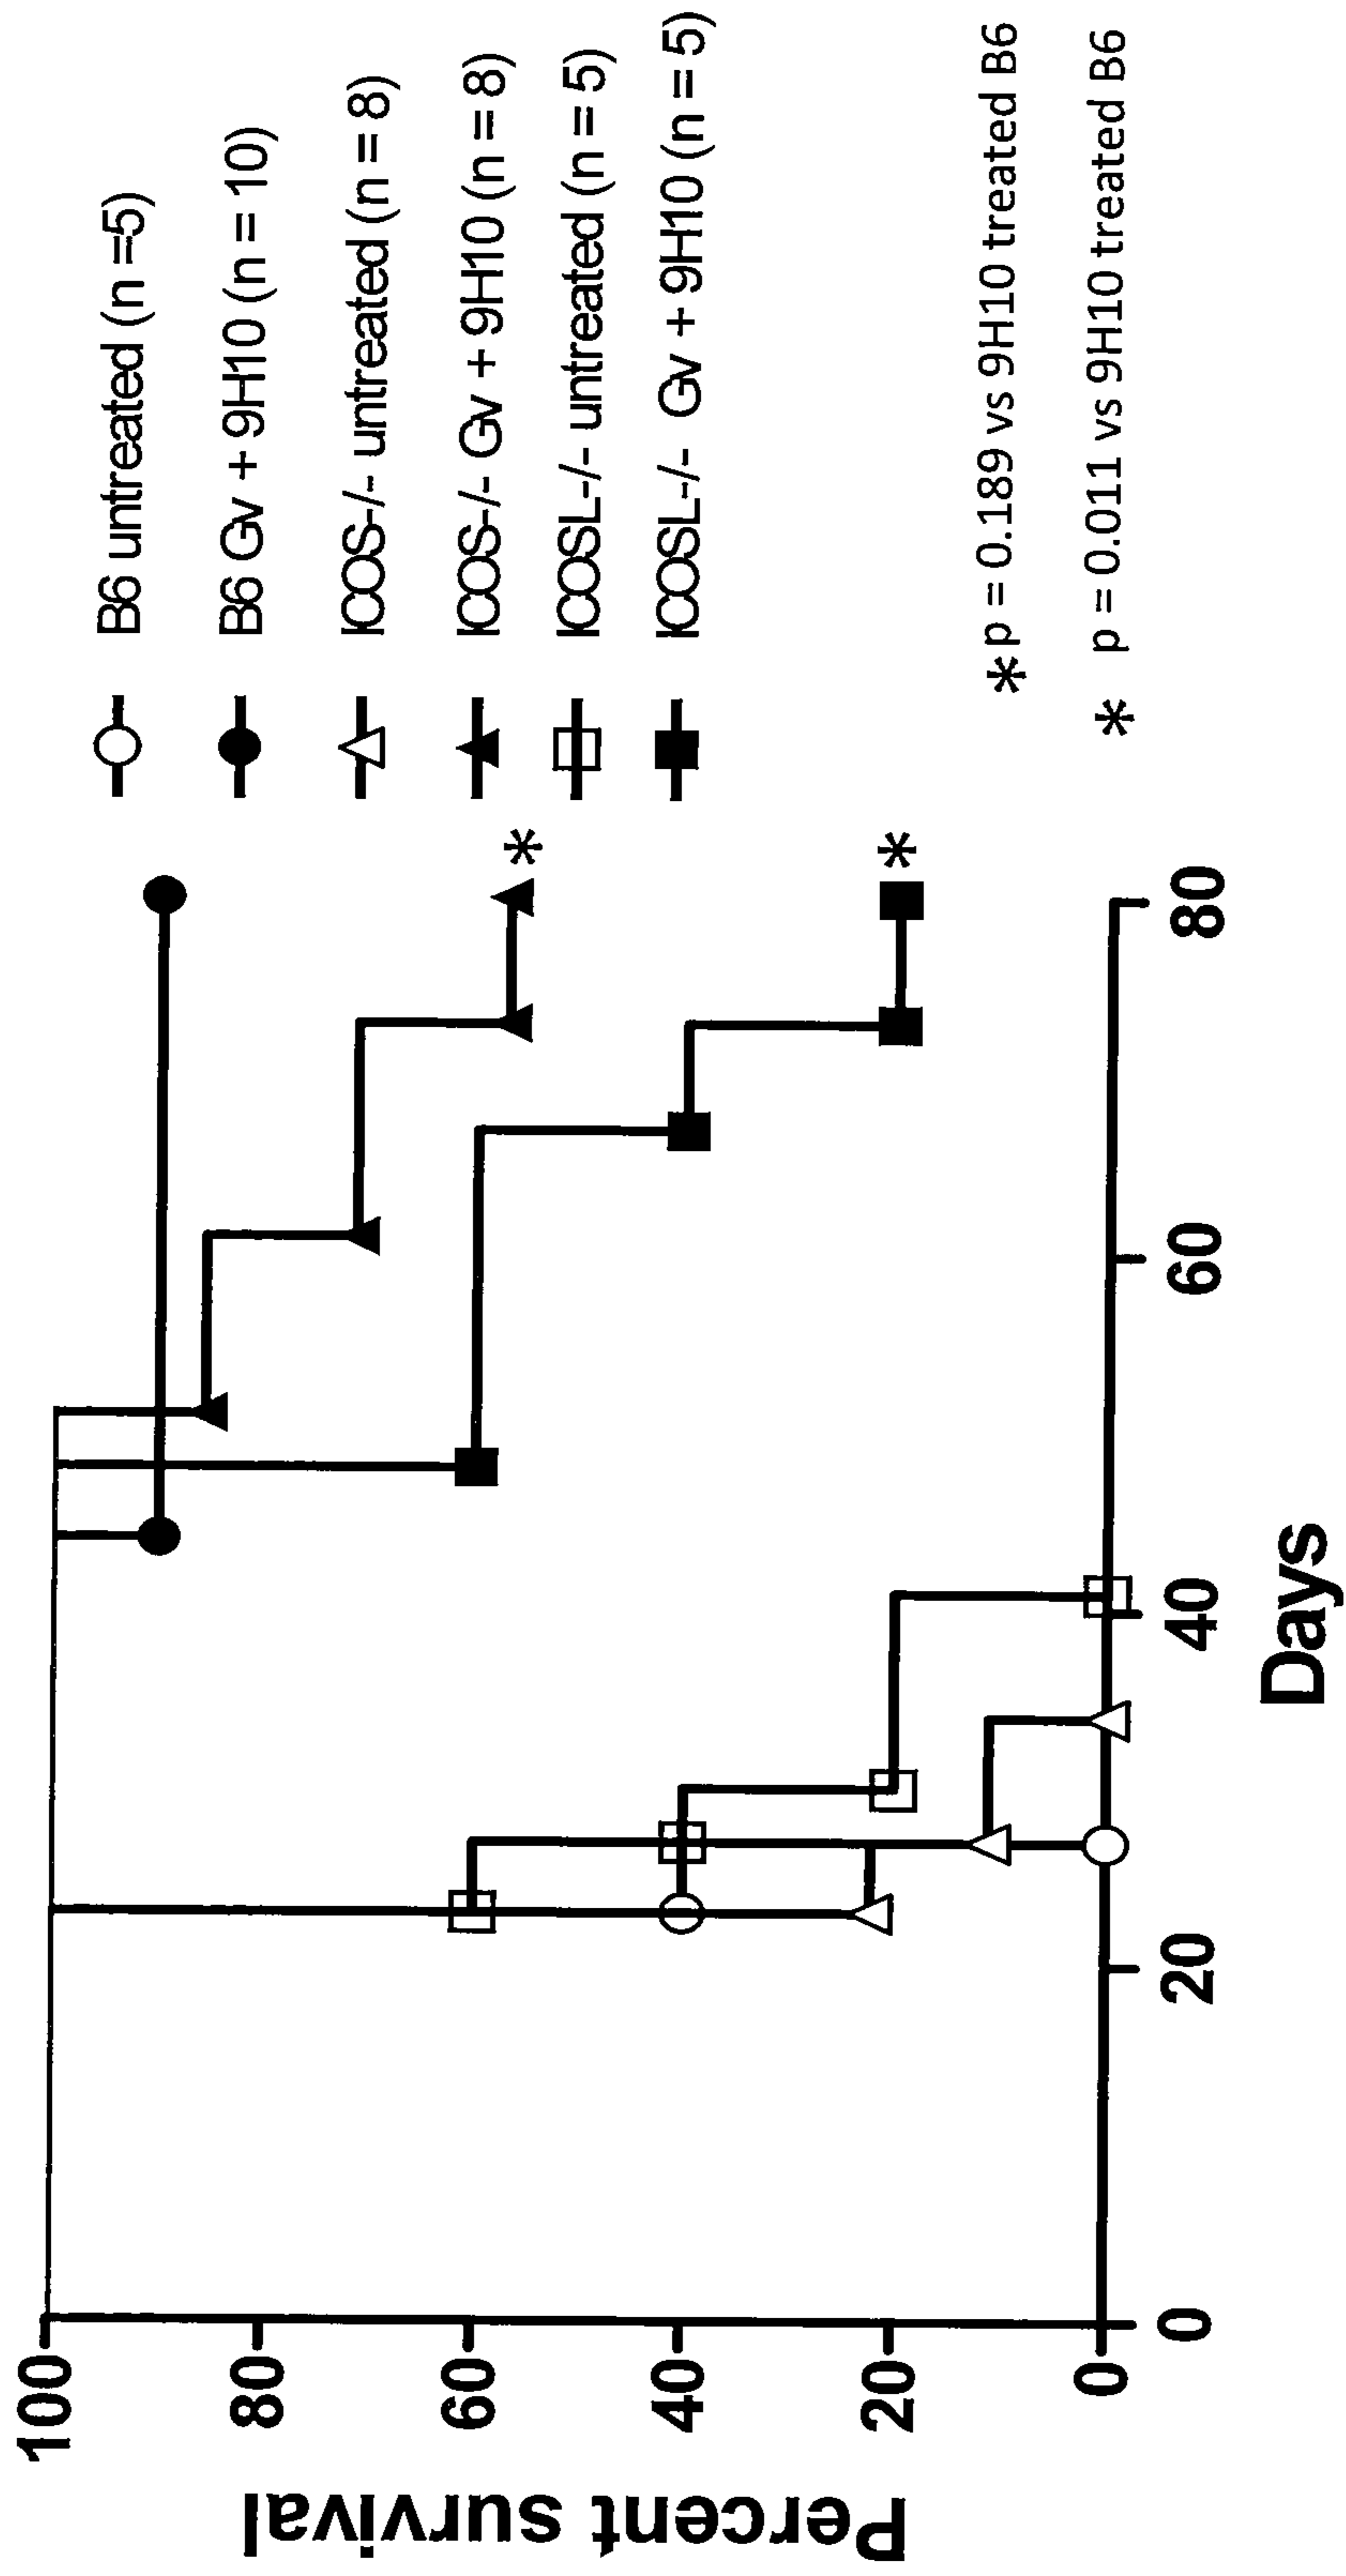 Percent survival
100
80
60
40
20
0
0
20
40
60
80
Days
B6 untreated (n =5)
B6 Gv + 9H10 (n = 10)
ICOS-/- untreated (n = 8)
ICOS-/- Gv + 9H10 (n = 8)
ICOSL-/- untreated (n = 5)
ICOSL-/- Gv + 9H10 (n = 5)
*
*
*p = 0.189 vs 9H10 treated B6
* p = 0.011 vs 9H10 treated B6